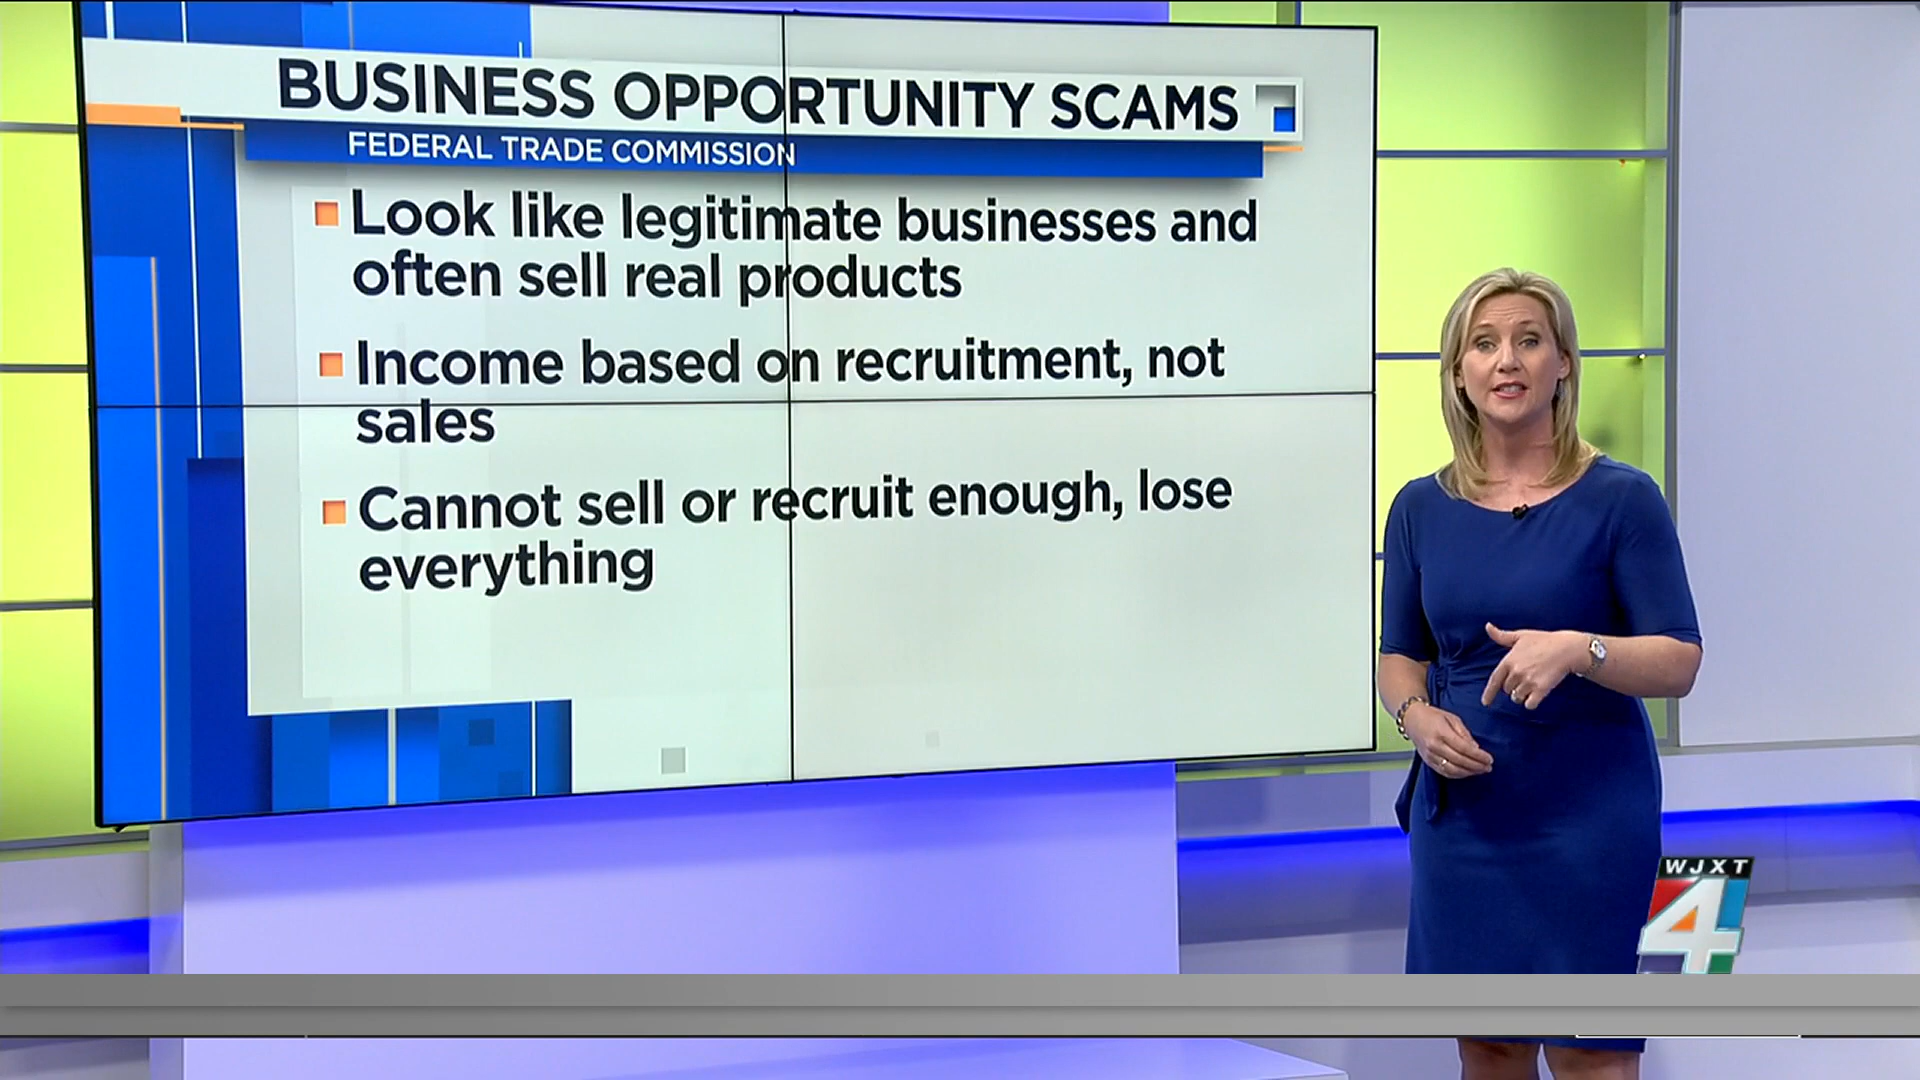 BUSINESS OPPORTUNITY SCAMS
FEDERAL TRADE COMMISSION
Look like legitimate businesses and
often sell real products
Income based on recruitment, not
sales
Cannot sell or recruit enough, lose
everything
WJXT
4